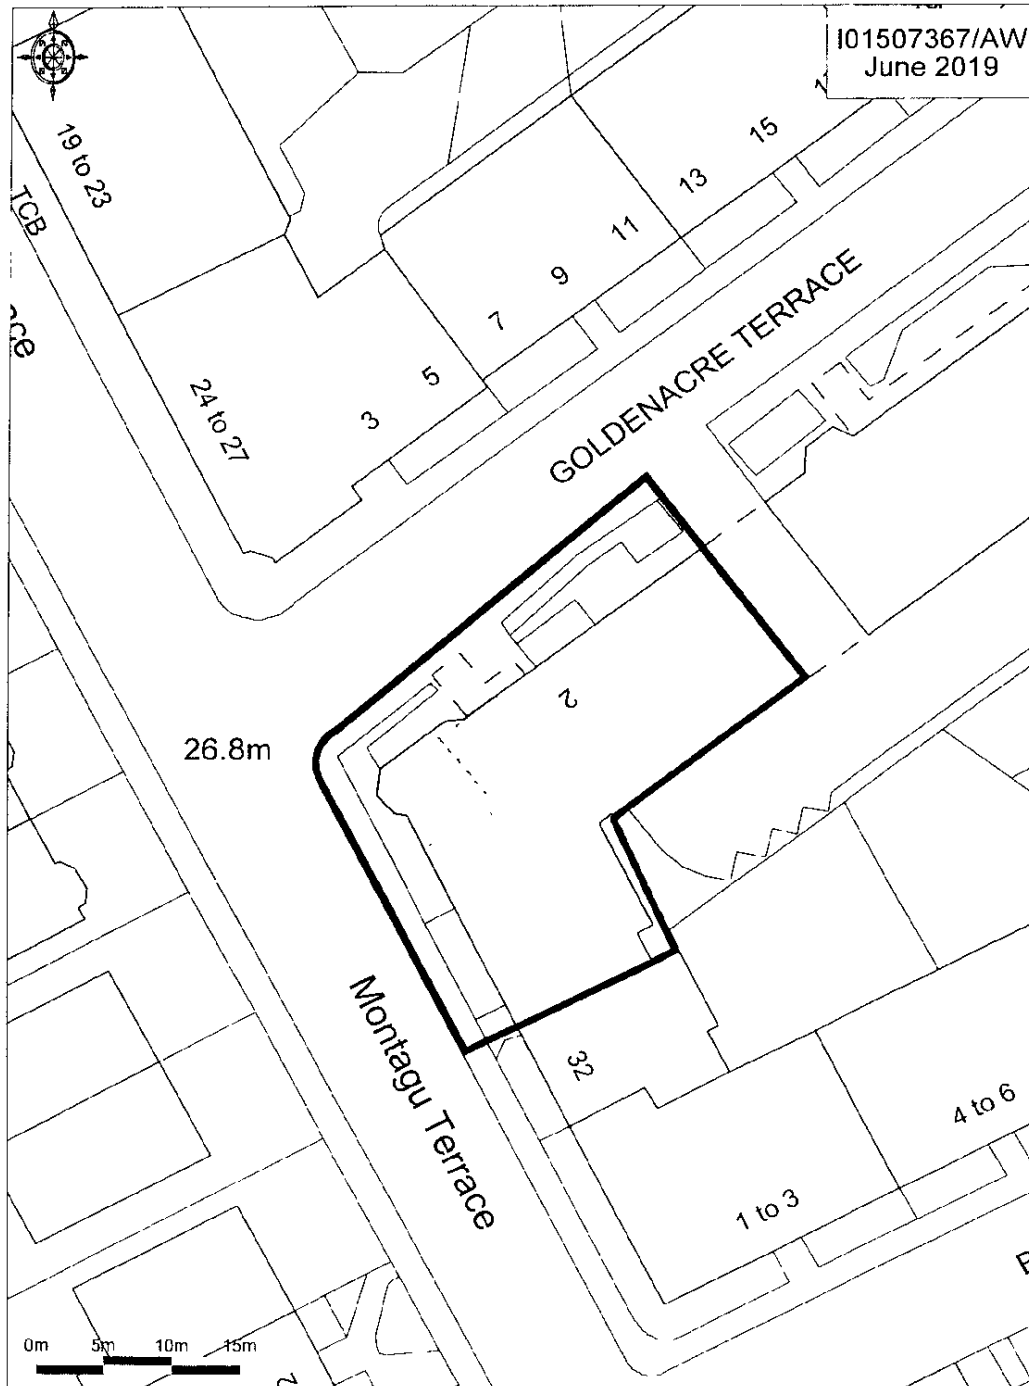 I01507367/AW
June 2019
19 to 23
TCB
15
13
11
9
7
5
3
24 to 27
GOLDENACRE TERRACE
2
26.8m
Montagu Terrace
32
4 to 6
1 to 3
0m 5m 10m 15m